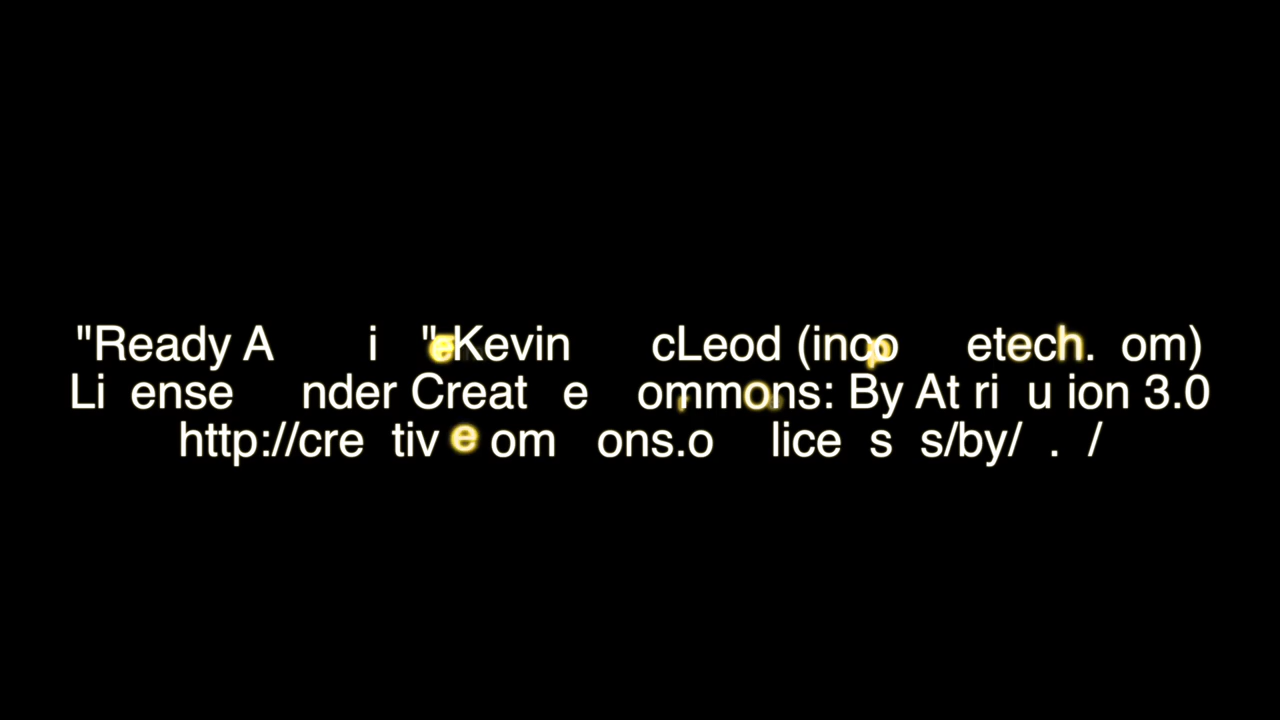 "Ready A i " Kevin cLeod (inco etech. om)
Li ense nder Creat e ommons: By At ri u ion 3.0
http://cre tiv e om ons.o lice s s/by/ . /